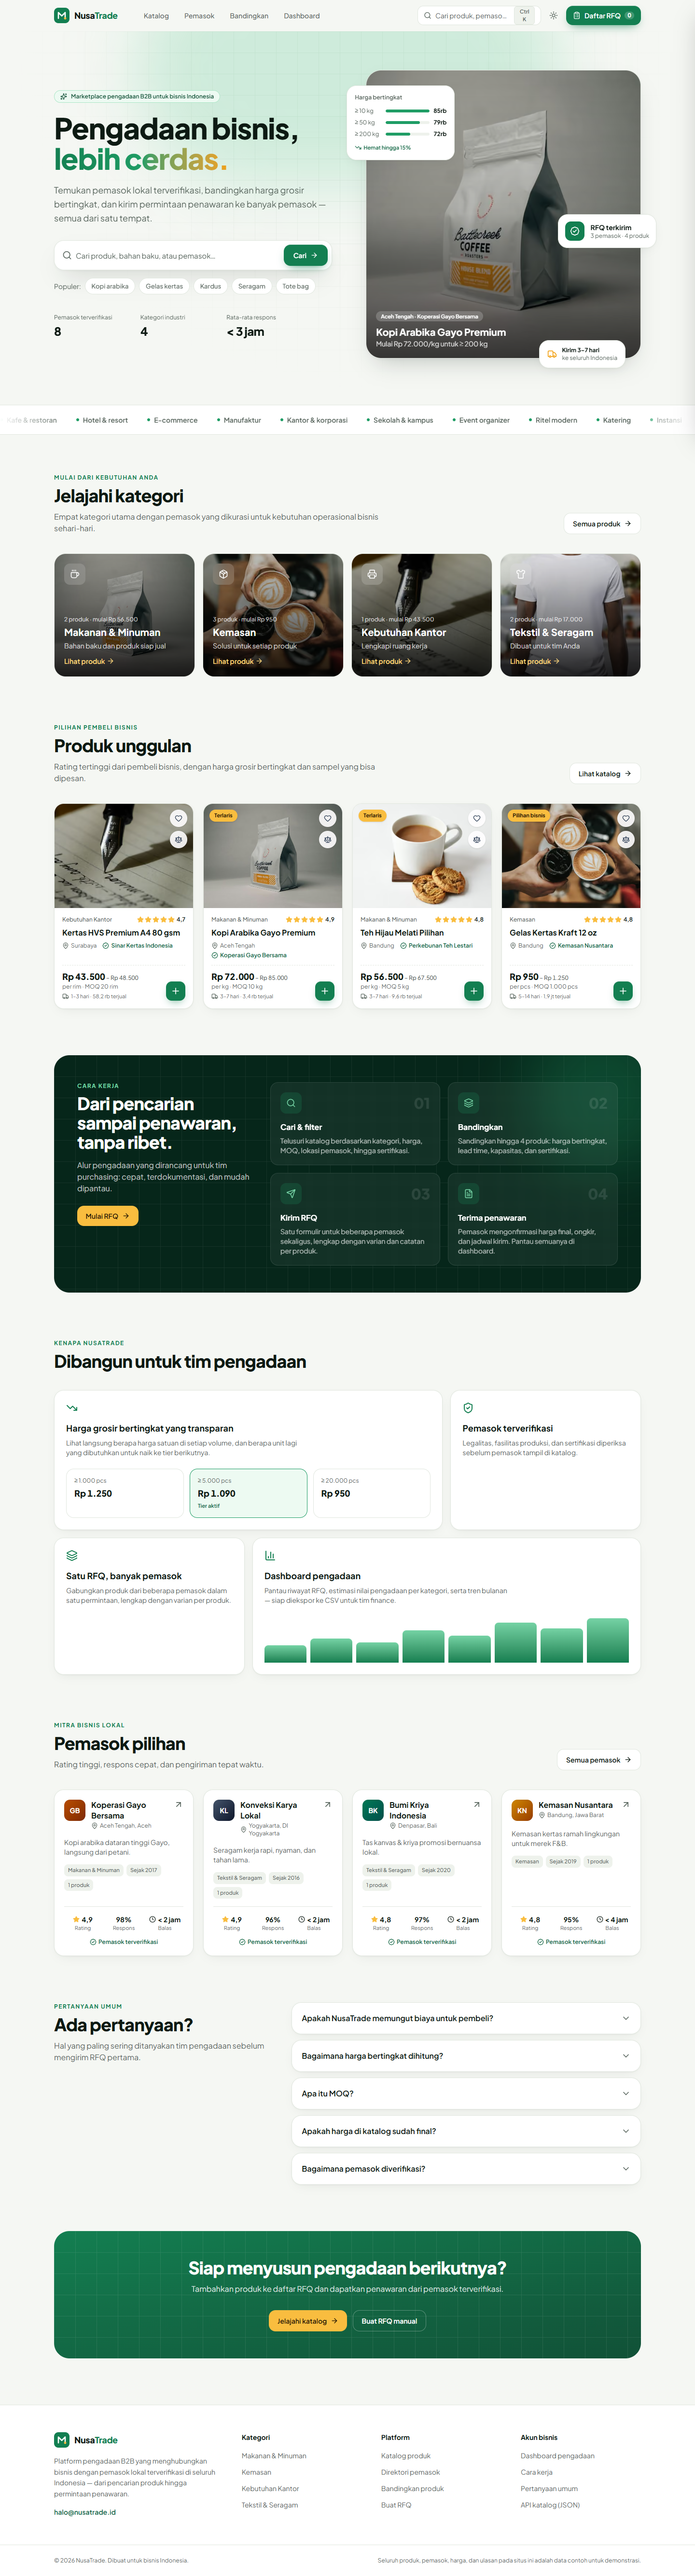 NusaTrade
Katalog
Pemasok
Bandingkan
Dashboard
Cari produk, pemaso...
Ctrl
K
Daftar RFQ 0
Marketplace pengadaan B2B untuk bisnis Indonesia
Pengadaan bisnis,
lebih cerdas.
Temukan pemasok lokal terverifikasi, bandingkan harga grosir
bertingkat, dan kirim permintaan penawaran ke banyak pemasok —
semua dari satu tempat.
Cari produk, bahan baku, atau pemasok...
Cari
Populer:
Kopi arabika
Gelas kertas
Kardus
Seragam
Tote bag
Pemasok terverifikasi
8
Kategori industri
4
Rata-rata respons
< 3 jam
Harga bertingkat
≥ 10 kg 85rb
≥ 50 kg 79rb
≥ 200 kg 72rb
Hemat hingga 15%
COFFEE
RFQ terkirim
3 pemasok · 4 produk
Aceh Tengah · Koperasi Gayo Bersama
Kopi Arabika Gayo Premium
Mulai Rp 72.000/kg untuk ≥ 200 kg
Kirim 3–7 hari
ke seluruh Indonesia
& restoran
Hotel & resort
E-commerce
Manufaktur
Kantor & korporasi
Sekolah & kampus
Event organizer
Ritel modern
Katering
MULAI DARI KEBUTUHAN ANDA
Jelajahi kategori
Empat kategori utama dengan pemasok yang dikurasi untuk kebutuhan operasional bisnis
sehari-hari.
Semua produk
2 produk · mulai Rp 56.500
Makanan & Minuman
Bahan baku dan produk siap jual
Lihat produk
3 produk · mulai Rp 950
Kemasan
Solusi untuk setiap produk
Lihat produk
1 produk · mulai Rp 43.500
Kebutuhan Kantor
Lengkapi ruang kerja
Lihat produk
2 produk · mulai Rp 17.000
Tekstil & Seragam
Dibuat untuk tim Anda
Lihat produk
PILIHAN PEMBELI BISNIS
Produk unggulan
Rating tertinggi dari pembeli bisnis, dengan harga grosir bertingkat dan sampel yang bisa
dipesan.
Lihat katalog
Kebutuhan Kantor 4,7
Kertas HVS Premium A4 80 gsm
Surabaya Sinar Kertas Indonesia
Rp 43.500 – Rp 48.500
per rim · MOQ 20 rim
1–3 hari · 58,2 rb terjual
Terlaris
Makanan & Minuman 4,9
Kopi Arabika Gayo Premium
Aceh Tengah
Koperasi Gayo Bersama
Rp 72.000 – Rp 85.000
per kg · MOQ 10 kg
3–7 hari · 3,4 rb terjual
Terlaris
Makanan & Minuman 4,8
Teh Hijau Melati Pilihan
Bandung Perkebunan Teh Lestari
Rp 56.500 – Rp 67.500
per kg · MOQ 5 kg
3–7 hari · 9,6 rb terjual
Pilihan bisnis
Kemasan 4,8
Gelas Kertas Kraft 12 oz
Bandung Kemasan Nusantara
Rp 950 – Rp 1.250
per pcs · MOQ 1.000 pcs
5–14 hari · 1,9 jt terjual
CARA KERJA
Dari pencarian
sampai penawaran,
tanpa ribet.
Alur pengadaan yang dirancang untuk tim
purchasing: cepat, terdokumentasi, dan mudah
dipantau.
Mulai RFQ
01
Cari & filter
Telusuri katalog berdasarkan kategori, harga,
MOQ, lokasi pemasok, hingga sertifikasi.
02
Bandingkan
Sandingkan hingga 4 produk: harga bertingkat,
lead time, kapasitas, dan sertifikasi.
03
Kirim RFQ
Satu formulir untuk beberapa pemasok
sekaligus, lengkap dengan varian dan catatan
per produk.
04
Terima penawaran
Pemasok mengonfirmasi harga final, ongkir,
dan jadwal kirim. Pantau semuanya di
dashboard.
KENAPA NUSATRADE
Dibangun untuk tim pengadaan
Harga grosir bertingkat yang transparan
Lihat langsung berapa harga satuan di setiap volume, dan berapa unit lagi
yang dibutuhkan untuk naik ke tier berikutnya.
≥ 1.000 pcs
Rp 1.250
≥ 5.000 pcs
Rp 1.090
Tier aktif
≥ 20.000 pcs
Rp 950
Pemasok terverifikasi
Legalitas, fasilitas produksi, dan sertifikasi diperiksa
sebelum pemasok tampil di katalog.
Satu RFQ, banyak pemasok
Gabungkan produk dari beberapa pemasok dalam
satu permintaan, lengkap dengan varian per produk.
Dashboard pengadaan
Pantau riwayat RFQ, estimasi nilai pengadaan per kategori, serta tren bulanan
— siap diekspor ke CSV untuk tim finance.
MITRA BISNIS LOKAL
Pemasok pilihan
Rating tinggi, respons cepat, dan pengiriman tepat waktu.
Semua pemasok
GB
Koperasi Gayo
Bersama
Aceh Tengah, Aceh
Kopi arabika dataran tinggi Gayo,
langsung dari petani.
Makanan & Minuman
Sejak 2017
1 produk
4,9 98% < 2 jam
Rating Respons Balas
Pemasok terverifikasi
KL
Konveksi Karya
Lokal
Yogyakarta, DI
Yogyakarta
Seragam kerja rapi, nyaman, dan
tahan lama.
Tekstil & Seragam
Sejak 2016
1 produk
4,9 96% < 2 jam
Rating Respons Balas
Pemasok terverifikasi
BK
Bumi Kriya
Indonesia
Denpasar, Bali
Tas kanvas & kriya promosi bernuansa
lokal.
Tekstil & Seragam
Sejak 2020
1 produk
4,8 97% < 2 jam
Rating Respons Balas
Pemasok terverifikasi
KN
Kemasan Nusantara
Bandung, Jawa Barat
Kemasan kertas ramah lingkungan
untuk merek F&B.
Kemasan
Sejak 2019
1 produk
4,8 95% < 4 jam
Rating Respons Balas
Pemasok terverifikasi
PERTANYAAN UMUM
Ada pertanyaan?
Hal yang paling sering ditanyakan tim pengadaan sebelum
mengirim RFQ pertama.
Apakah NusaTrade memungut biaya untuk pembeli?
Bagaimana harga bertingkat dihitung?
Apa itu MOQ?
Apakah harga di katalog sudah final?
Bagaimana pemasok diverifikasi?
Siap menyusun pengadaan berikutnya?
Tambahkan produk ke daftar RFQ dan dapatkan penawaran dari pemasok terverifikasi.
Jelajahi katalog
Buat RFQ manual
NusaTrade
Platform pengadaan B2B yang menghubungkan
bisnis dengan pemasok lokal terverifikasi di seluruh
Indonesia — dari pencarian produk hingga
permintaan penawaran.
halo@nusatrade.id
Kategori
Makanan & Minuman
Kemasan
Kebutuhan Kantor
Tekstil & Seragam
Platform
Katalog produk
Direktori pemasok
Bandingkan produk
Buat RFQ
Akun bisnis
Dashboard pengadaan
Cara kerja
Pertanyaan umum
API katalog (JSON)
© 2026 NusaTrade. Dibuat untuk bisnis Indonesia.
Seluruh produk, pemasok, harga, dan ulasan pada situs ini adalah data contoh untuk demonstrasi.